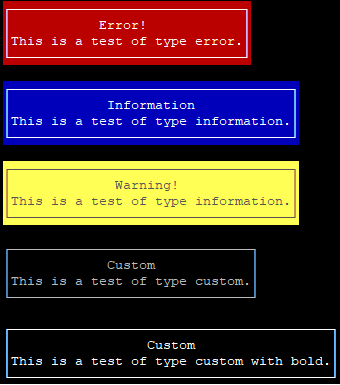 Error!
This is a test of type error.
Information
This is a test of type information.
Warning!
This is a test of type information.
Custom
This is a test of type custom.
Custom
This is a test of type custom with bold.